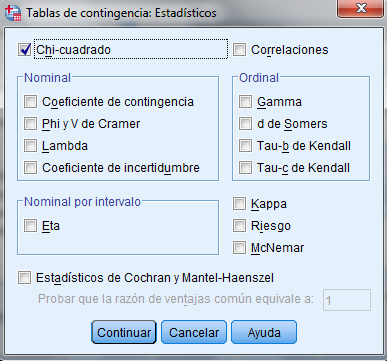 Tablas de contingencia: Estadísticos
Chi-cuadrado
Correlaciones
Nominal
Coeficiente de contingencia
Phi y V de Cramer
Lambda
Coeficiente de incertidumbre
Ordinal
Gamma
d de Somers
Tau-b de Kendall
Tau-c de Kendall
Nominal por intervalo
Eta
Kappa
Riesgo
McNemar
Estadísticos de Cochran y Mantel-Haenszel
Probar que la razón de ventajas común equivale a: 1
Continuar Cancelar Ayuda